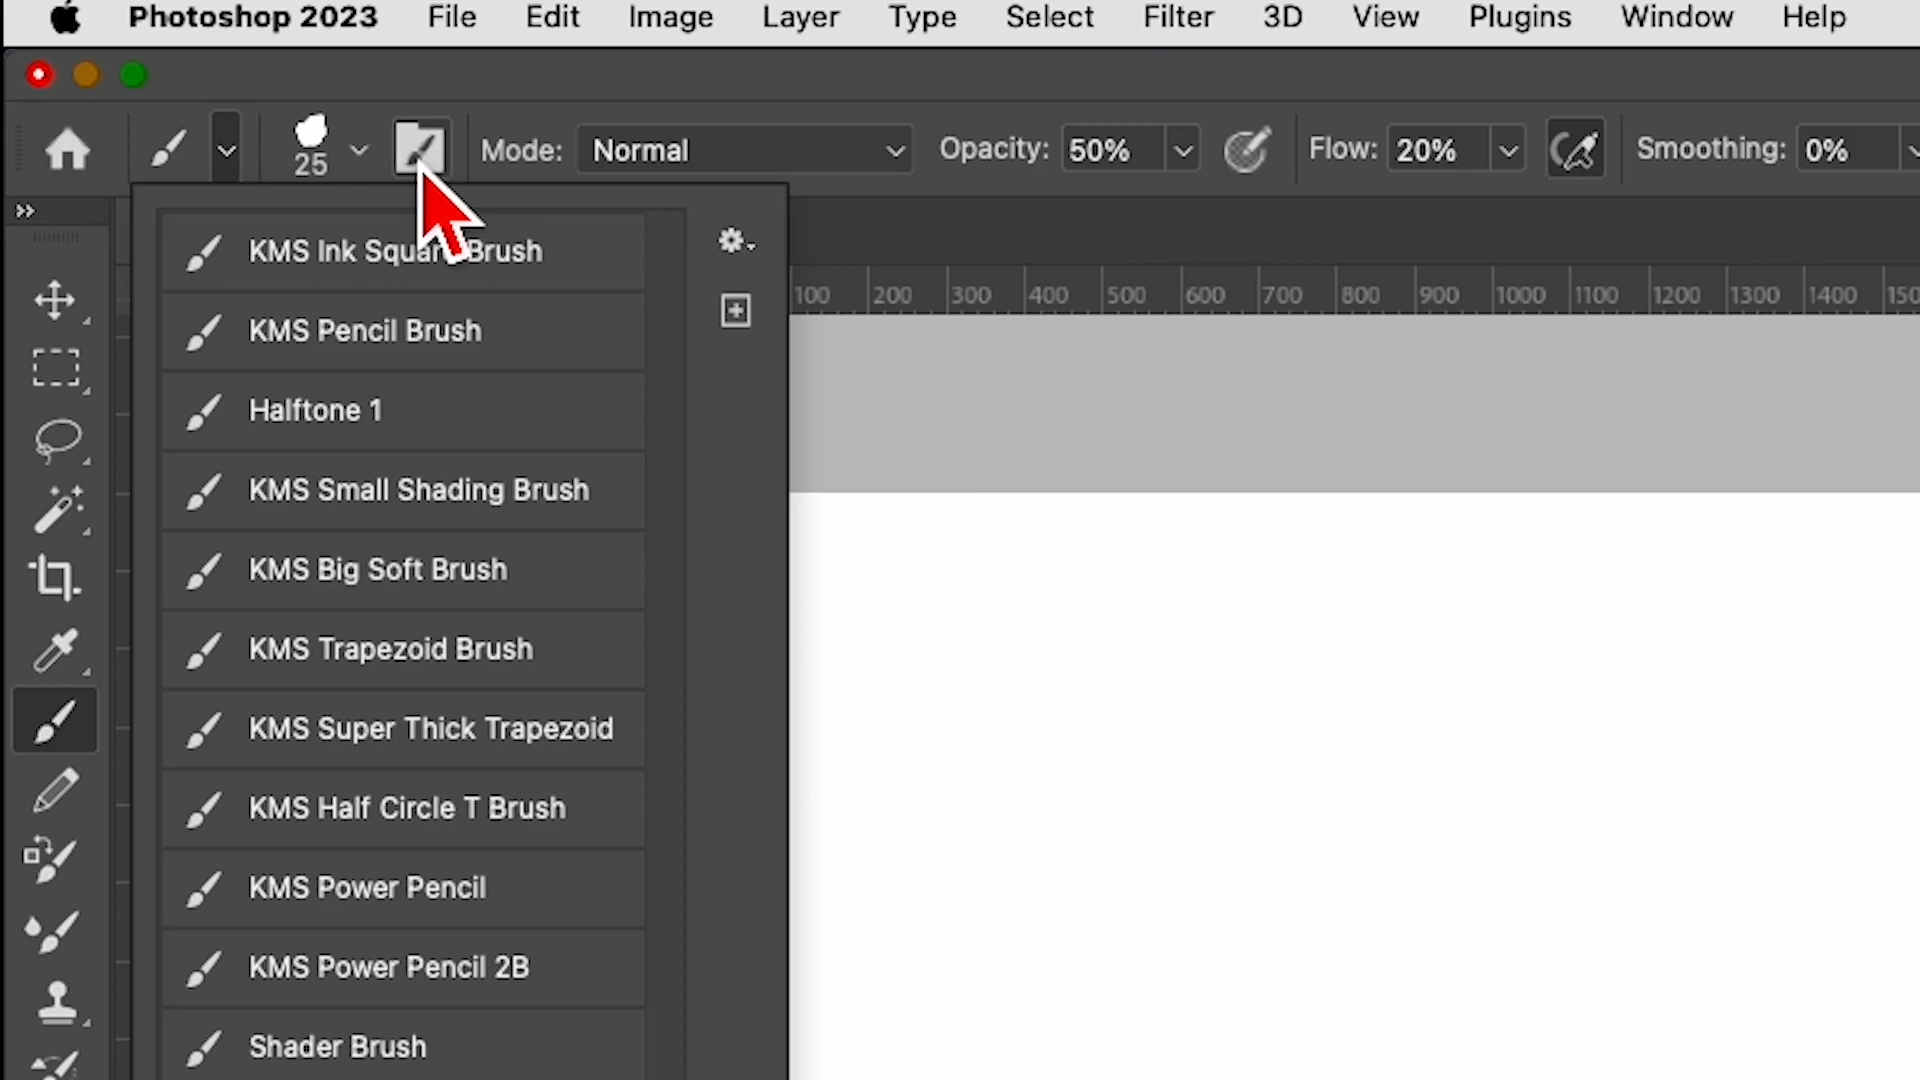 Photoshop 2023 File Edit Image Layer Type Select Filter 3D View Plugins Window Help
25 Mode: Normal Opacity: 50% Flow: 20% Smoothing: 0%
KMS Ink Square Brush
100 200 300 400 500 600 700 800 900 1000 1100 1200 1300 1400 150
KMS Pencil Brush
Halftone 1
KMS Small Shading Brush
KMS Big Soft Brush
KMS Trapezoid Brush
KMS Super Thick Trapezoid
KMS Half Circle T Brush
KMS Power Pencil
KMS Power Pencil 2B
Shader Brush